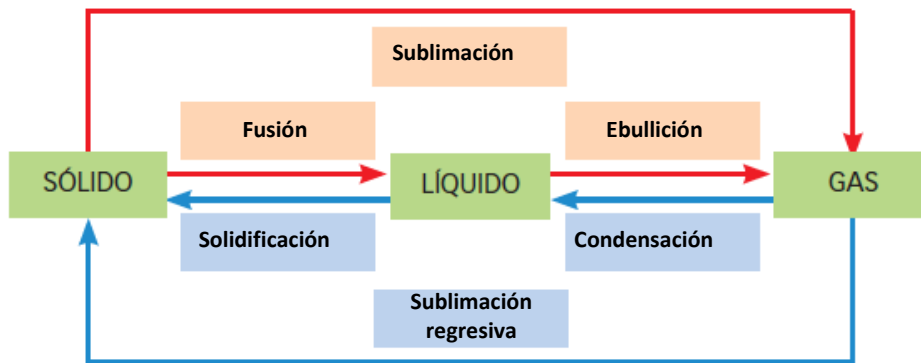 Sublimación
Fusión
Ebullición
SÓLIDO
LÍQUIDO
GAS
Solidificación
Condensación
Sublimación
regresiva